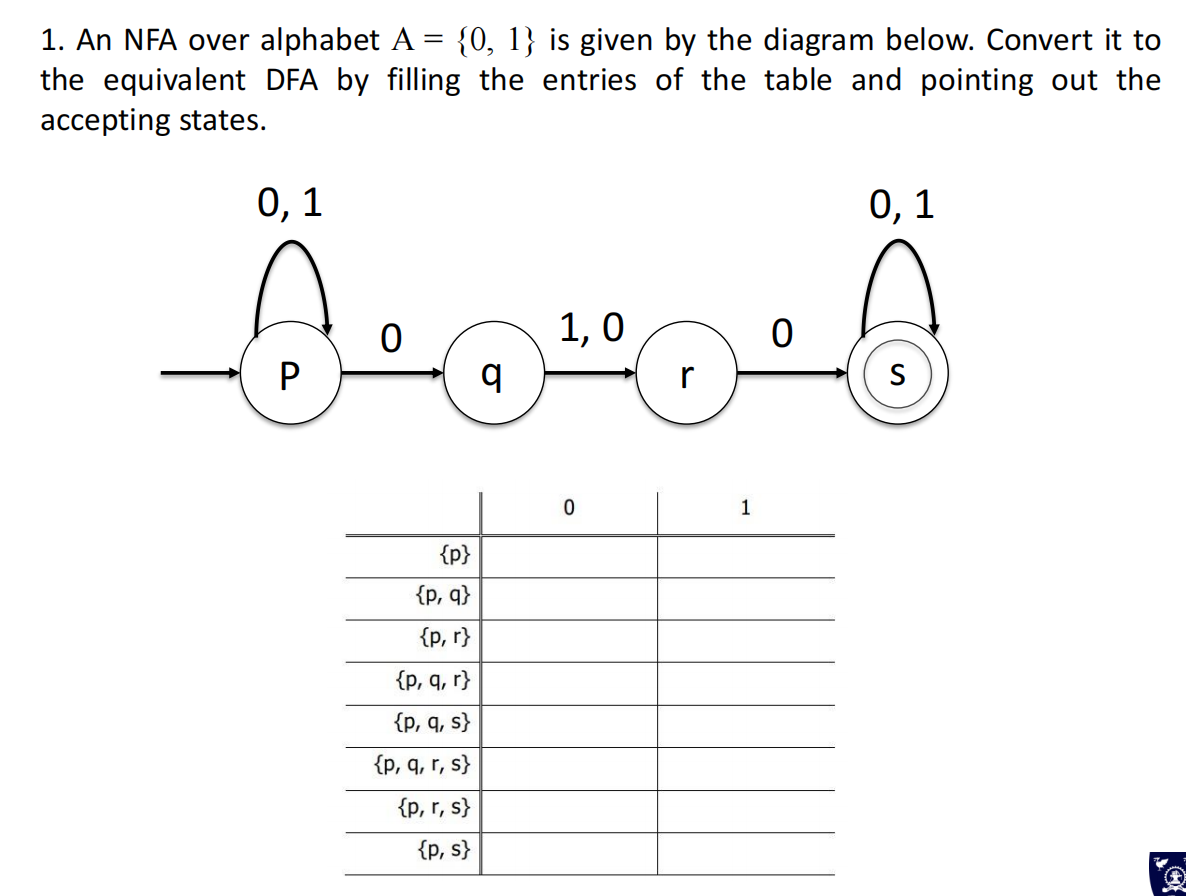 1. An NFA over alphabet A = {0, 1} is given by the diagram below. Convert it to
the equivalent DFA by filling the entries of the table and pointing out the
accepting states.
0, 1
0, 1
0
1, 0
0
P
q
r
s
0 1
{p}
{p, q}
{p, r}
{p, q, r}
{p, q, s}
{p, q, r, s}
{p, r, s}
{p, s}